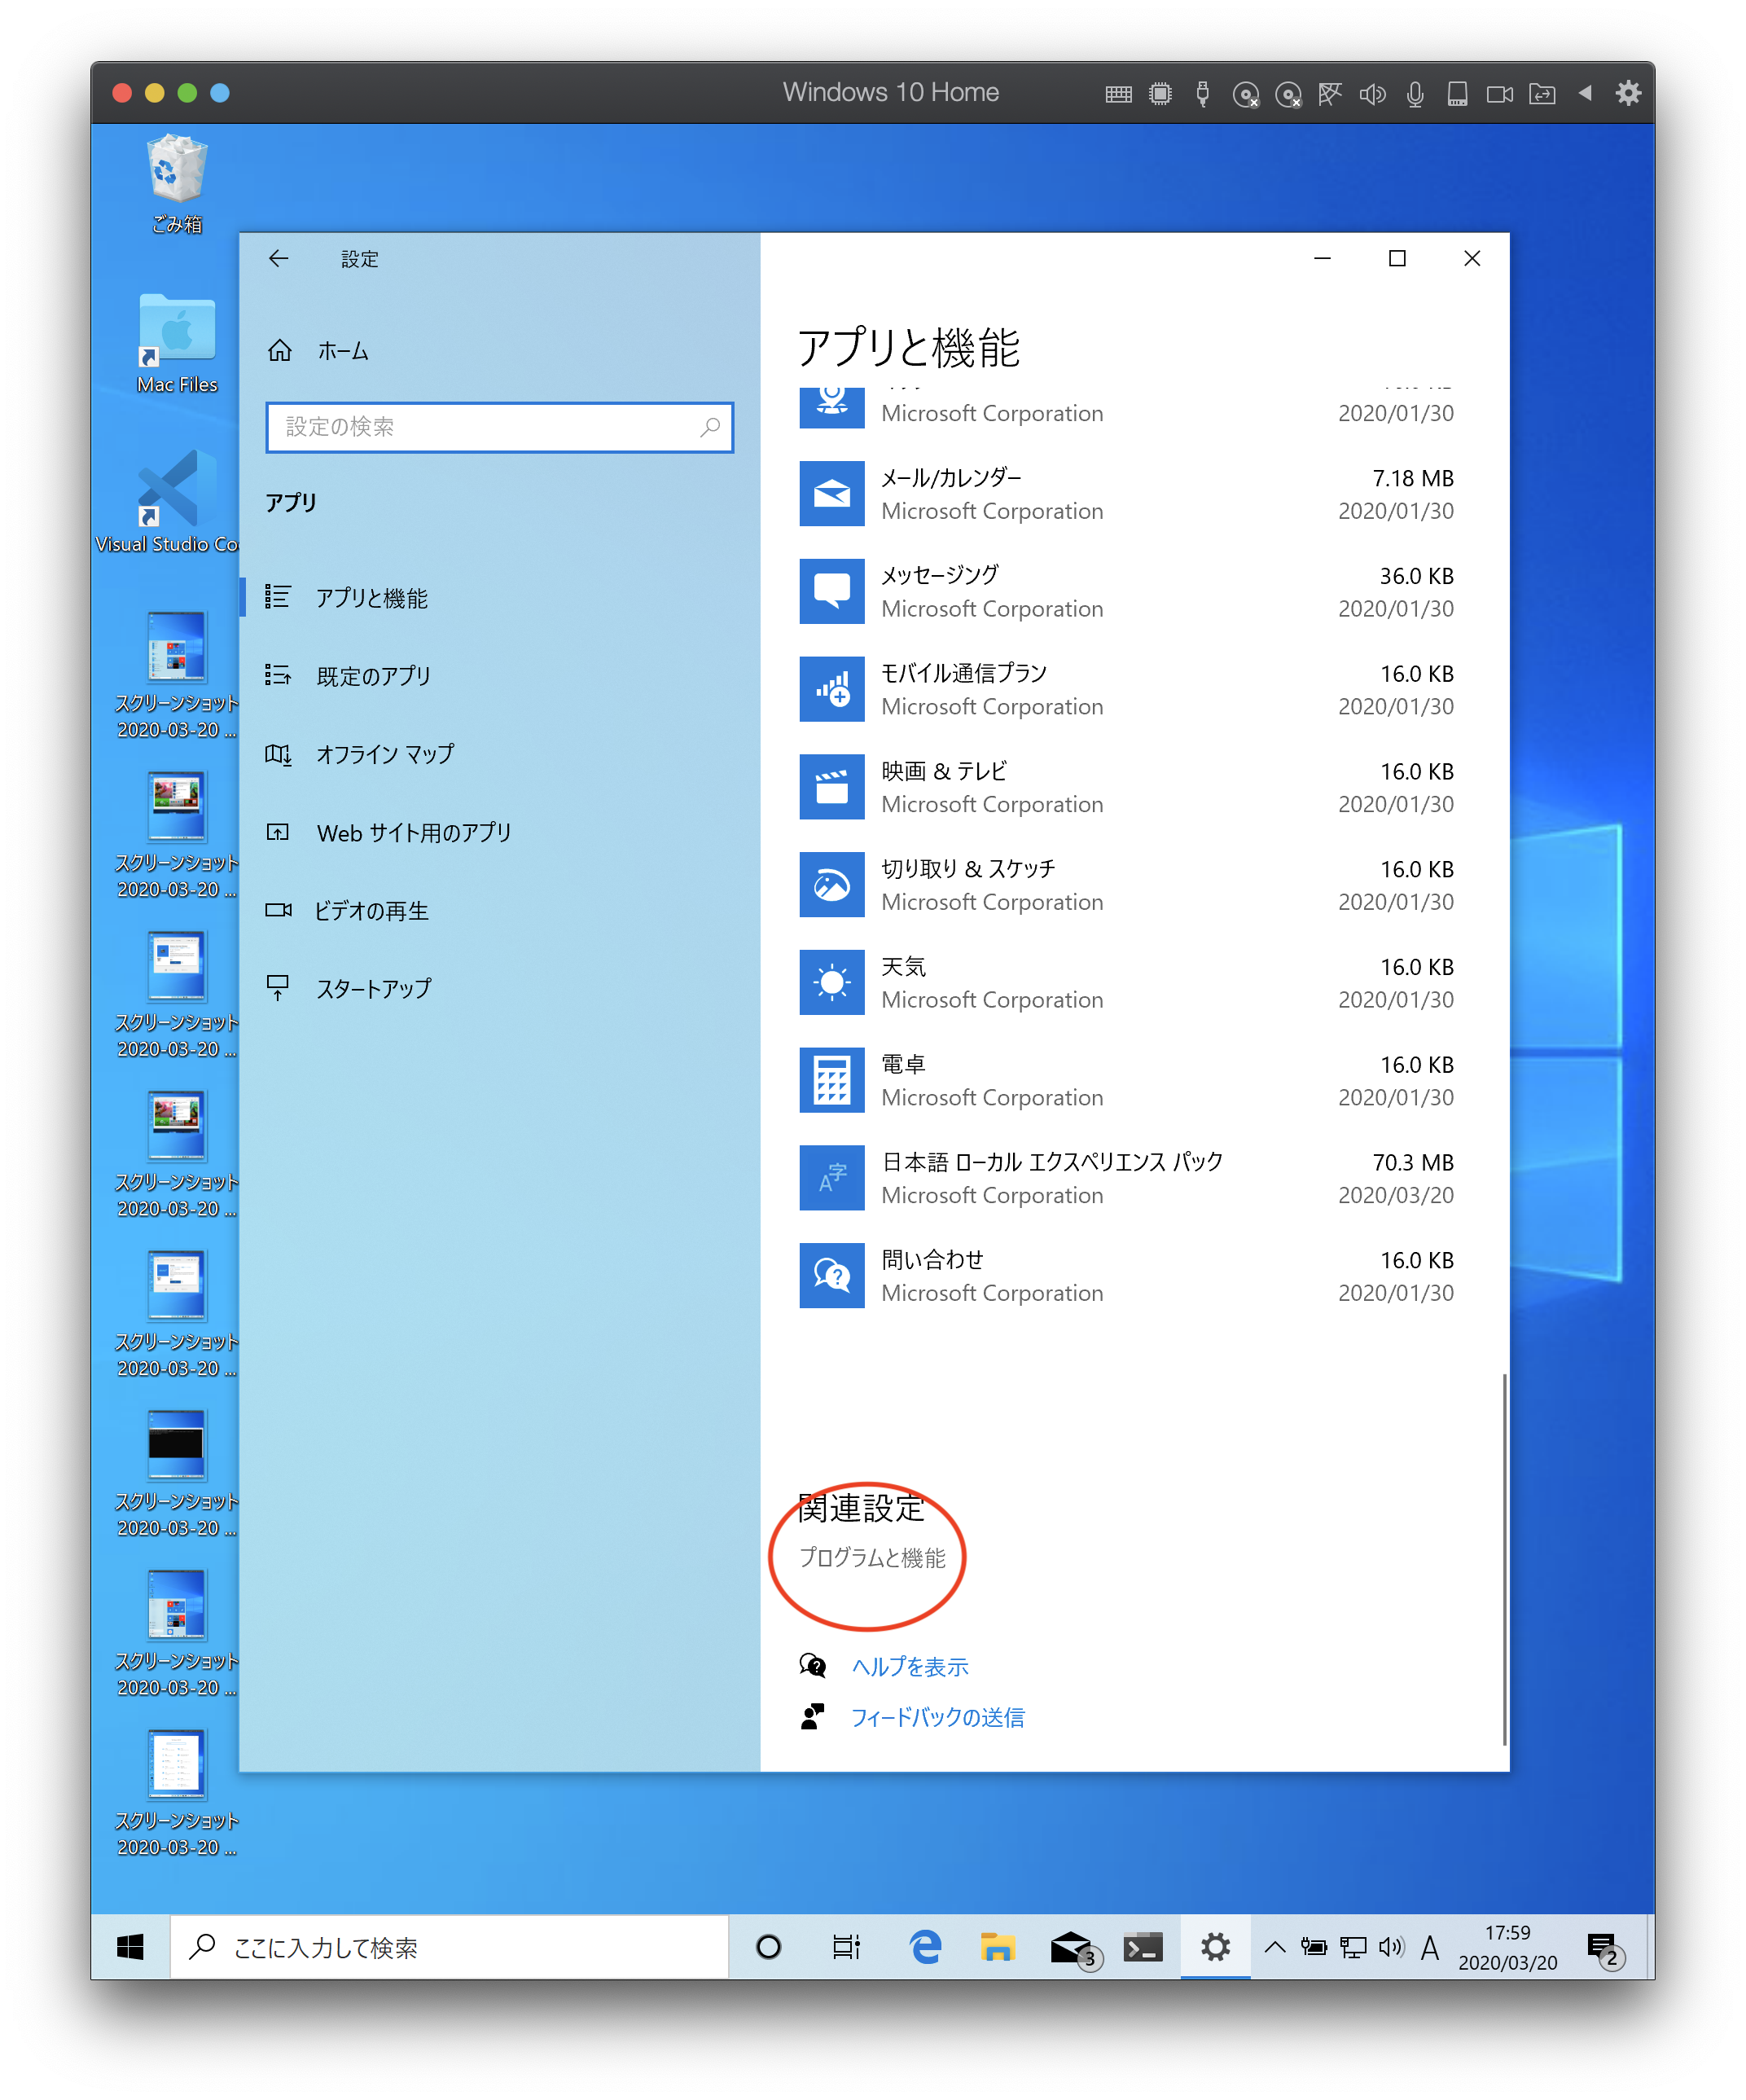 Windows 10 Home
ごみ箱
Mac Files
Visual Studio Co
スクリーンショット
2020-03-20 ...
スクリーンショット
2020-03-20 ...
スクリーンショット
2020-03-20 ...
スクリーンショット
2020-03-20 ...
スクリーンショット
2020-03-20 ...
スクリーンショット
2020-03-20 ...
スクリーンショット
2020-03-20 ...
スクリーンショット
2020-03-20 ...
設定
ホーム
設定の検索
アプリ
アプリと機能
既定のアプリ
オフライン マップ
Web サイト用のアプリ
ビデオの再生
スタートアップ
アプリと機能
Microsoft Corporation 2020/01/30
メール/カレンダー 7.18 MB
Microsoft Corporation 2020/01/30
メッセージング 36.0 KB
Microsoft Corporation 2020/01/30
モバイル通信プラン 16.0 KB
Microsoft Corporation 2020/01/30
映画 & テレビ 16.0 KB
Microsoft Corporation 2020/01/30
切り取り & スケッチ 16.0 KB
Microsoft Corporation 2020/01/30
天気 16.0 KB
Microsoft Corporation 2020/01/30
電卓 16.0 KB
Microsoft Corporation 2020/01/30
日本語 ローカル エクスペリエンス パック 70.3 MB
Microsoft Corporation 2020/03/20
問い合わせ 16.0 KB
Microsoft Corporation 2020/01/30
関連設定
プログラムと機能
ヘルプを表示
フィードバックの送信
ここに入力して検索
3
A
17:59
2020/03/20
2